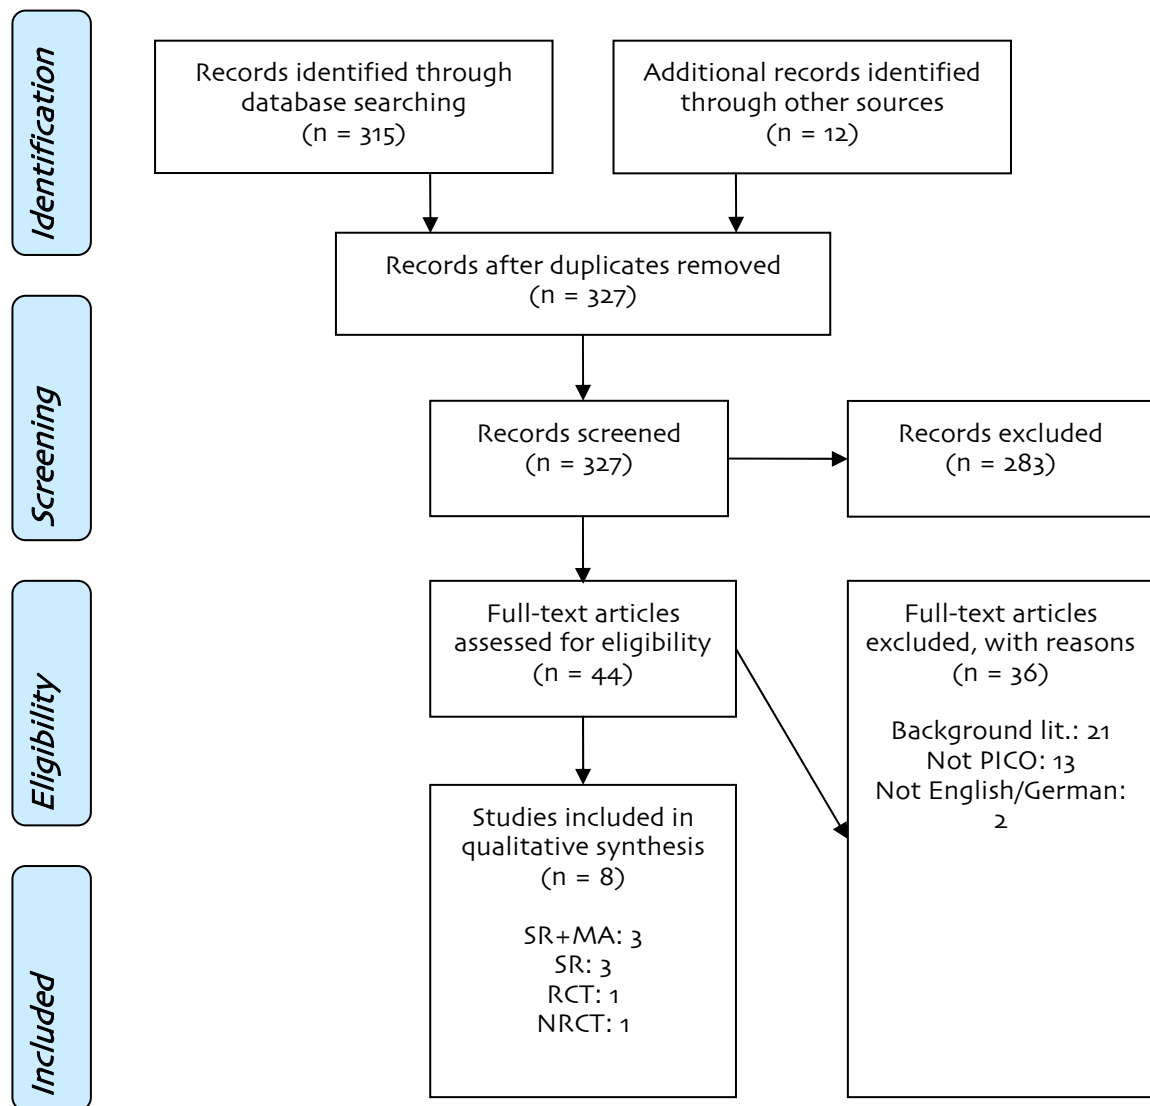 Identification
Records identified through
database searching
(n = 315)
Additional records identified
through other sources
(n = 12)
Records after duplicates removed
(n = 327)
Screening
Records screened
(n = 327)
Records excluded
(n = 283)
Eligibility
Full-text articles
assessed for eligibility
(n = 44)
Full-text articles
excluded, with reasons
(n = 36)
Background lit.: 21
Not PICO: 13
Not English/German:
2
Included
Studies included in
qualitative synthesis
(n = 8)
SR+MA: 3
SR: 3
RCT: 1
NRCT: 1